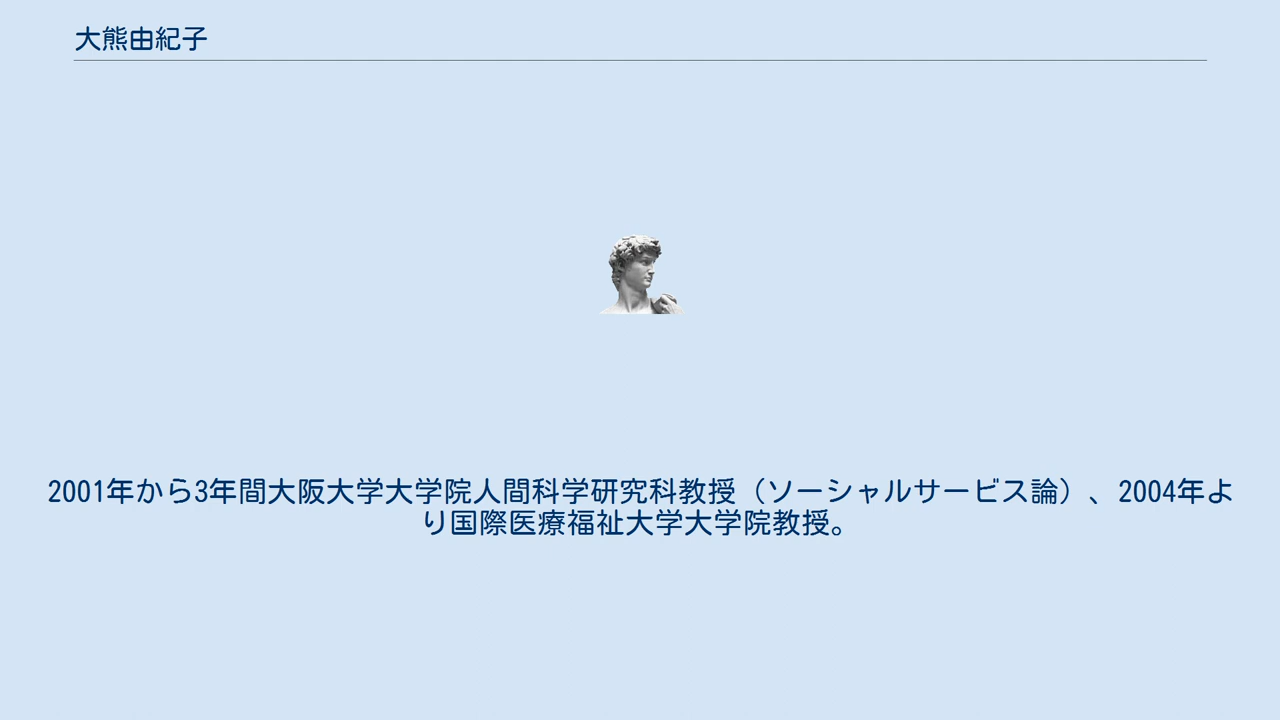 大熊由紀子
2001年から3年間大阪大学大学院人間科学研究科教授（ソーシャルサービス論）、2004年よ
り国際医療福祉大学大学院教授。